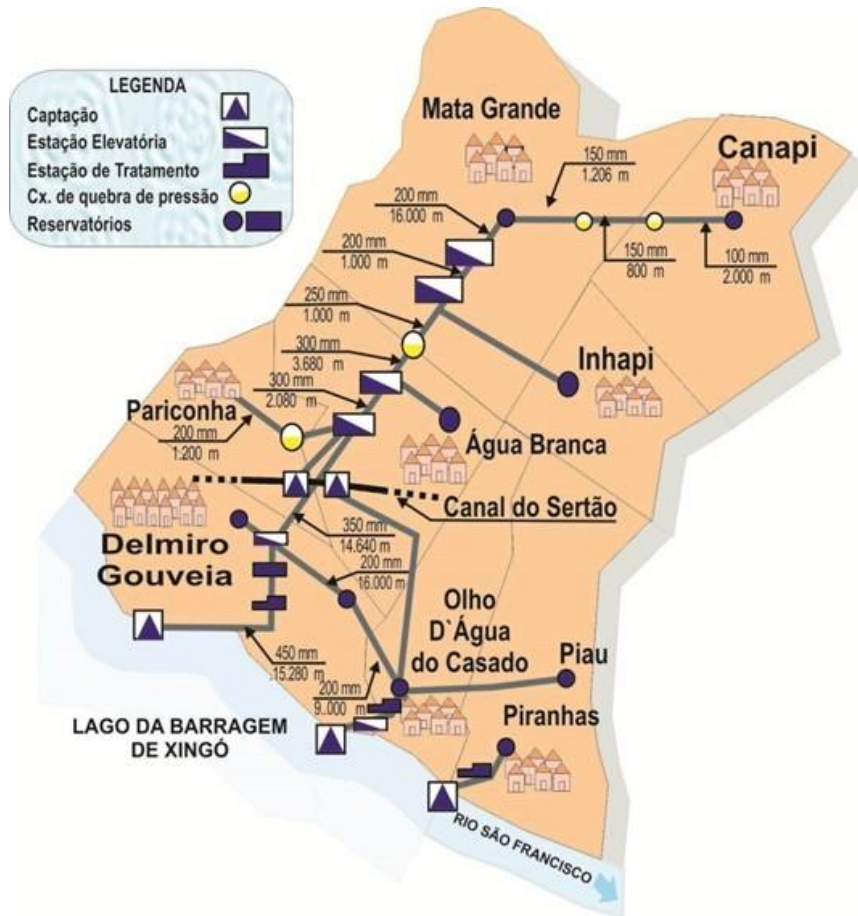 LEGENDA
Captação
Estação Elevatória
Estação de Tratamento
Cx. de quebra de pressão
Reservatórios
Mata Grande
150 mm
1.206 m
Canapi
200 mm
16.000 m
200 mm
1.000 m
150 mm
800 m
100 mm
2.000 m
250 mm
1.000 m
300 mm
3.680 m
Inhapi
300 mm
2.080 m
Pariconha
200 mm
1.200 m
Água Branca
Canal do Sertão
Delmiro
Gouveia
350 mm
14.640 m
200 mm
16.000 m
Olho
D`Água
do Casado
Piau
450 mm
.15.280 m
200 mm
9.000 m
Piranhas
LAGO DA BARRAGEM
DE XINGÓ
RIO SÃO FRANCISCO